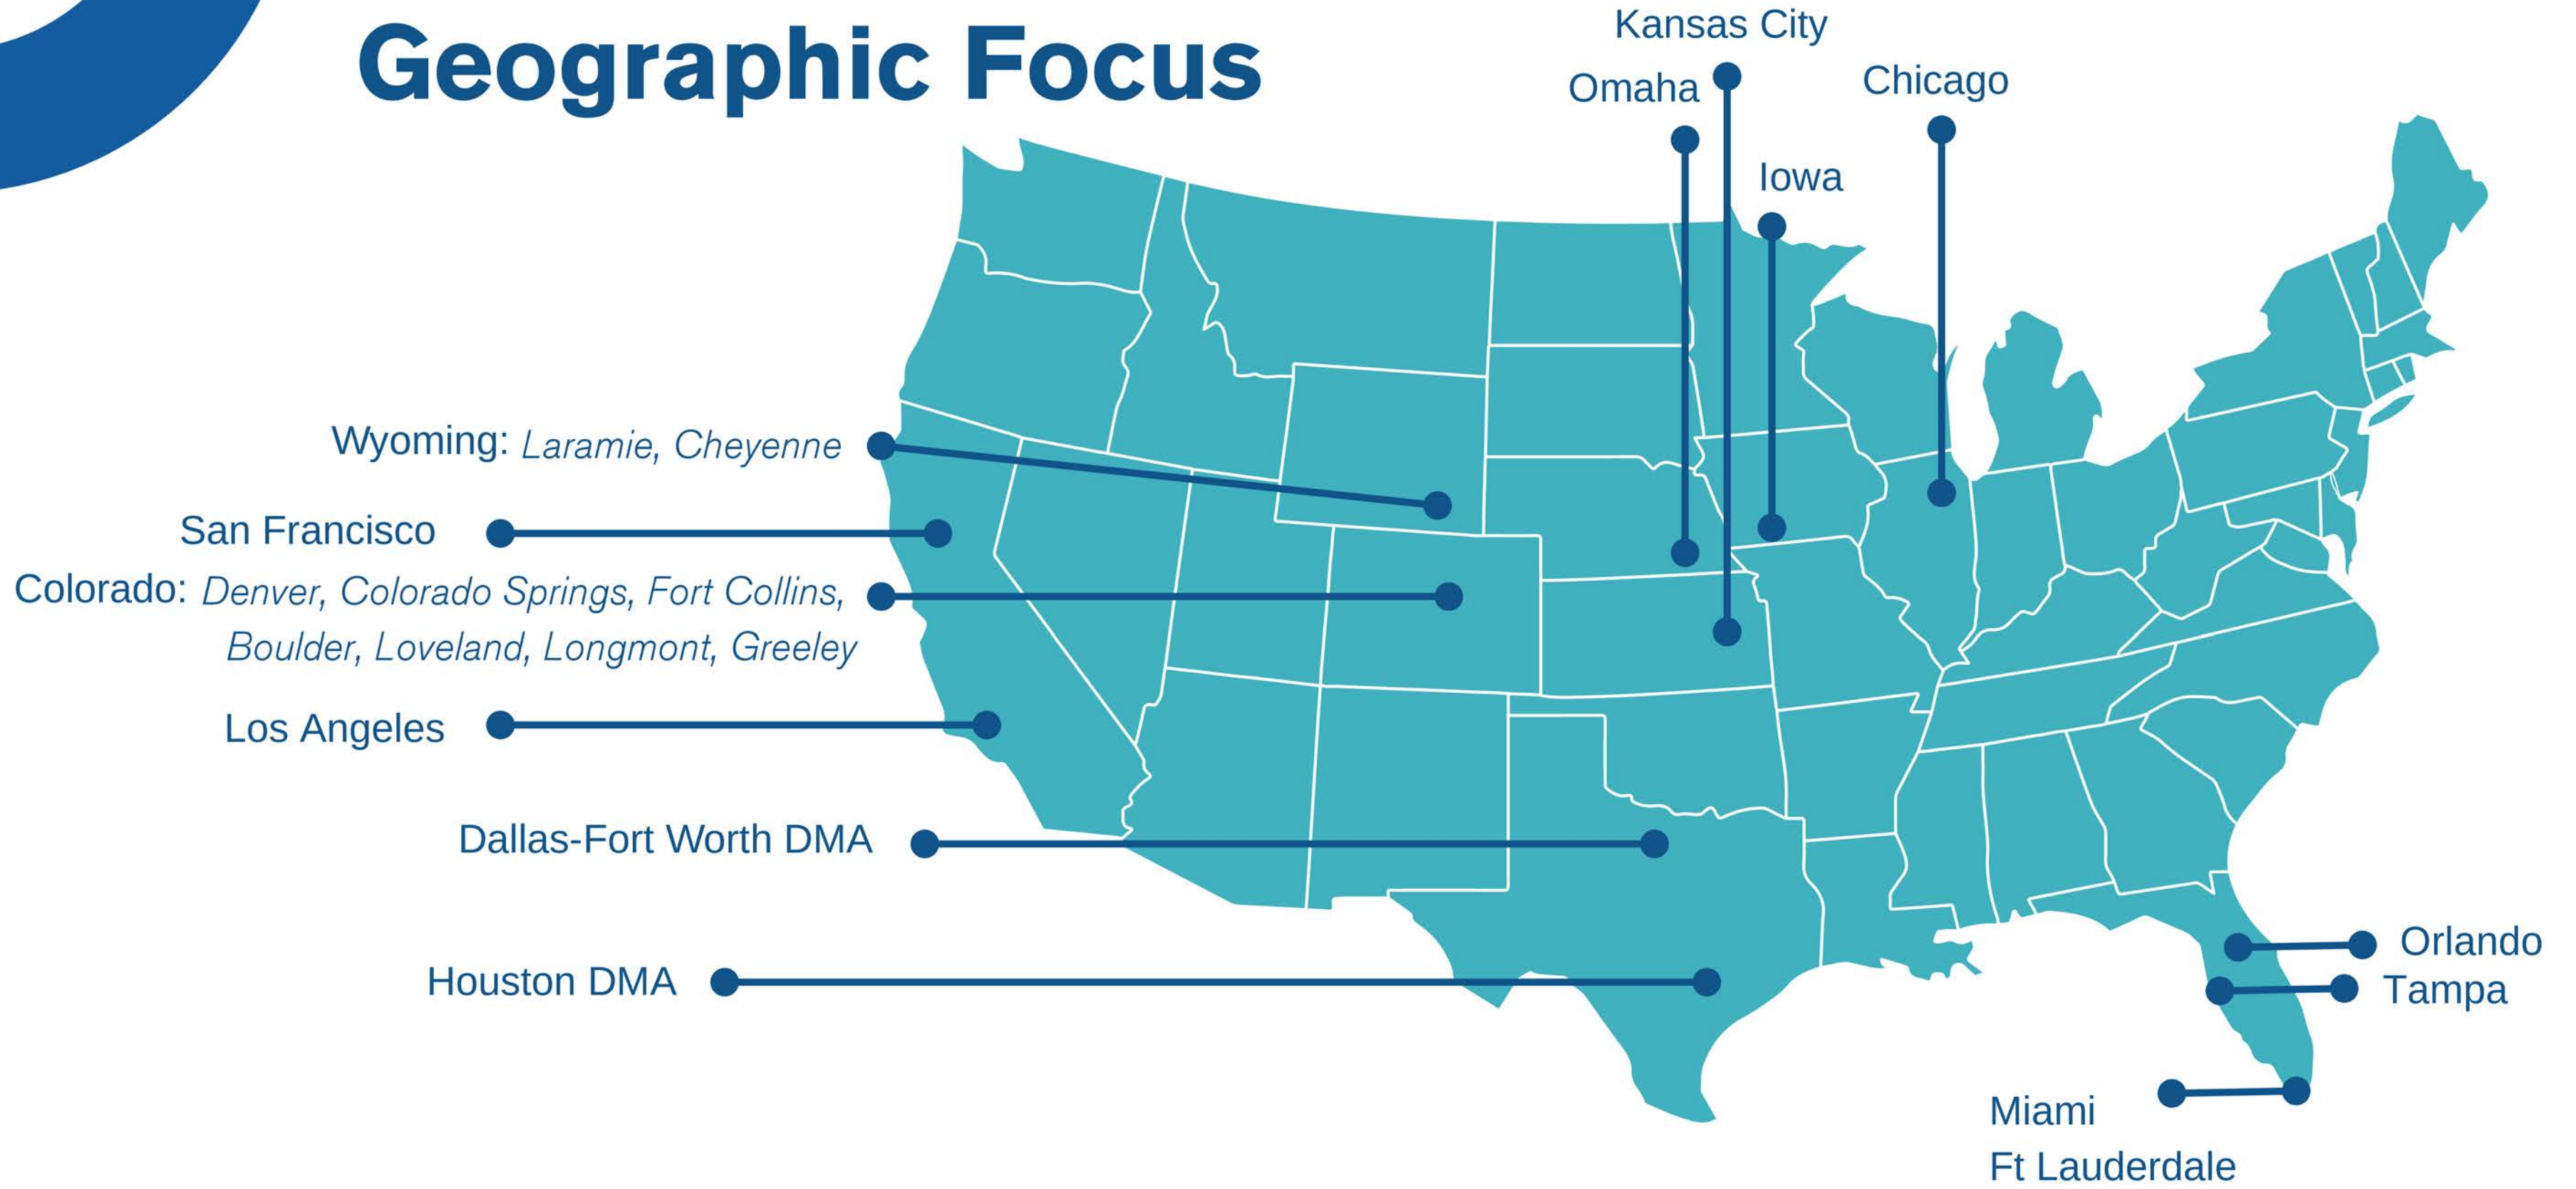 Geographic Focus
Kansas City
Omaha
Chicago
Iowa
Wyoming: Laramie, Cheyenne
San Francisco
Colorado: Denver, Colorado Springs, Fort Collins,
Boulder, Loveland, Longmont, Greeley
Los Angeles
Dallas-Fort Worth DMA
Houston DMA
Orlando
Tampa
Miami
Ft Lauderdale